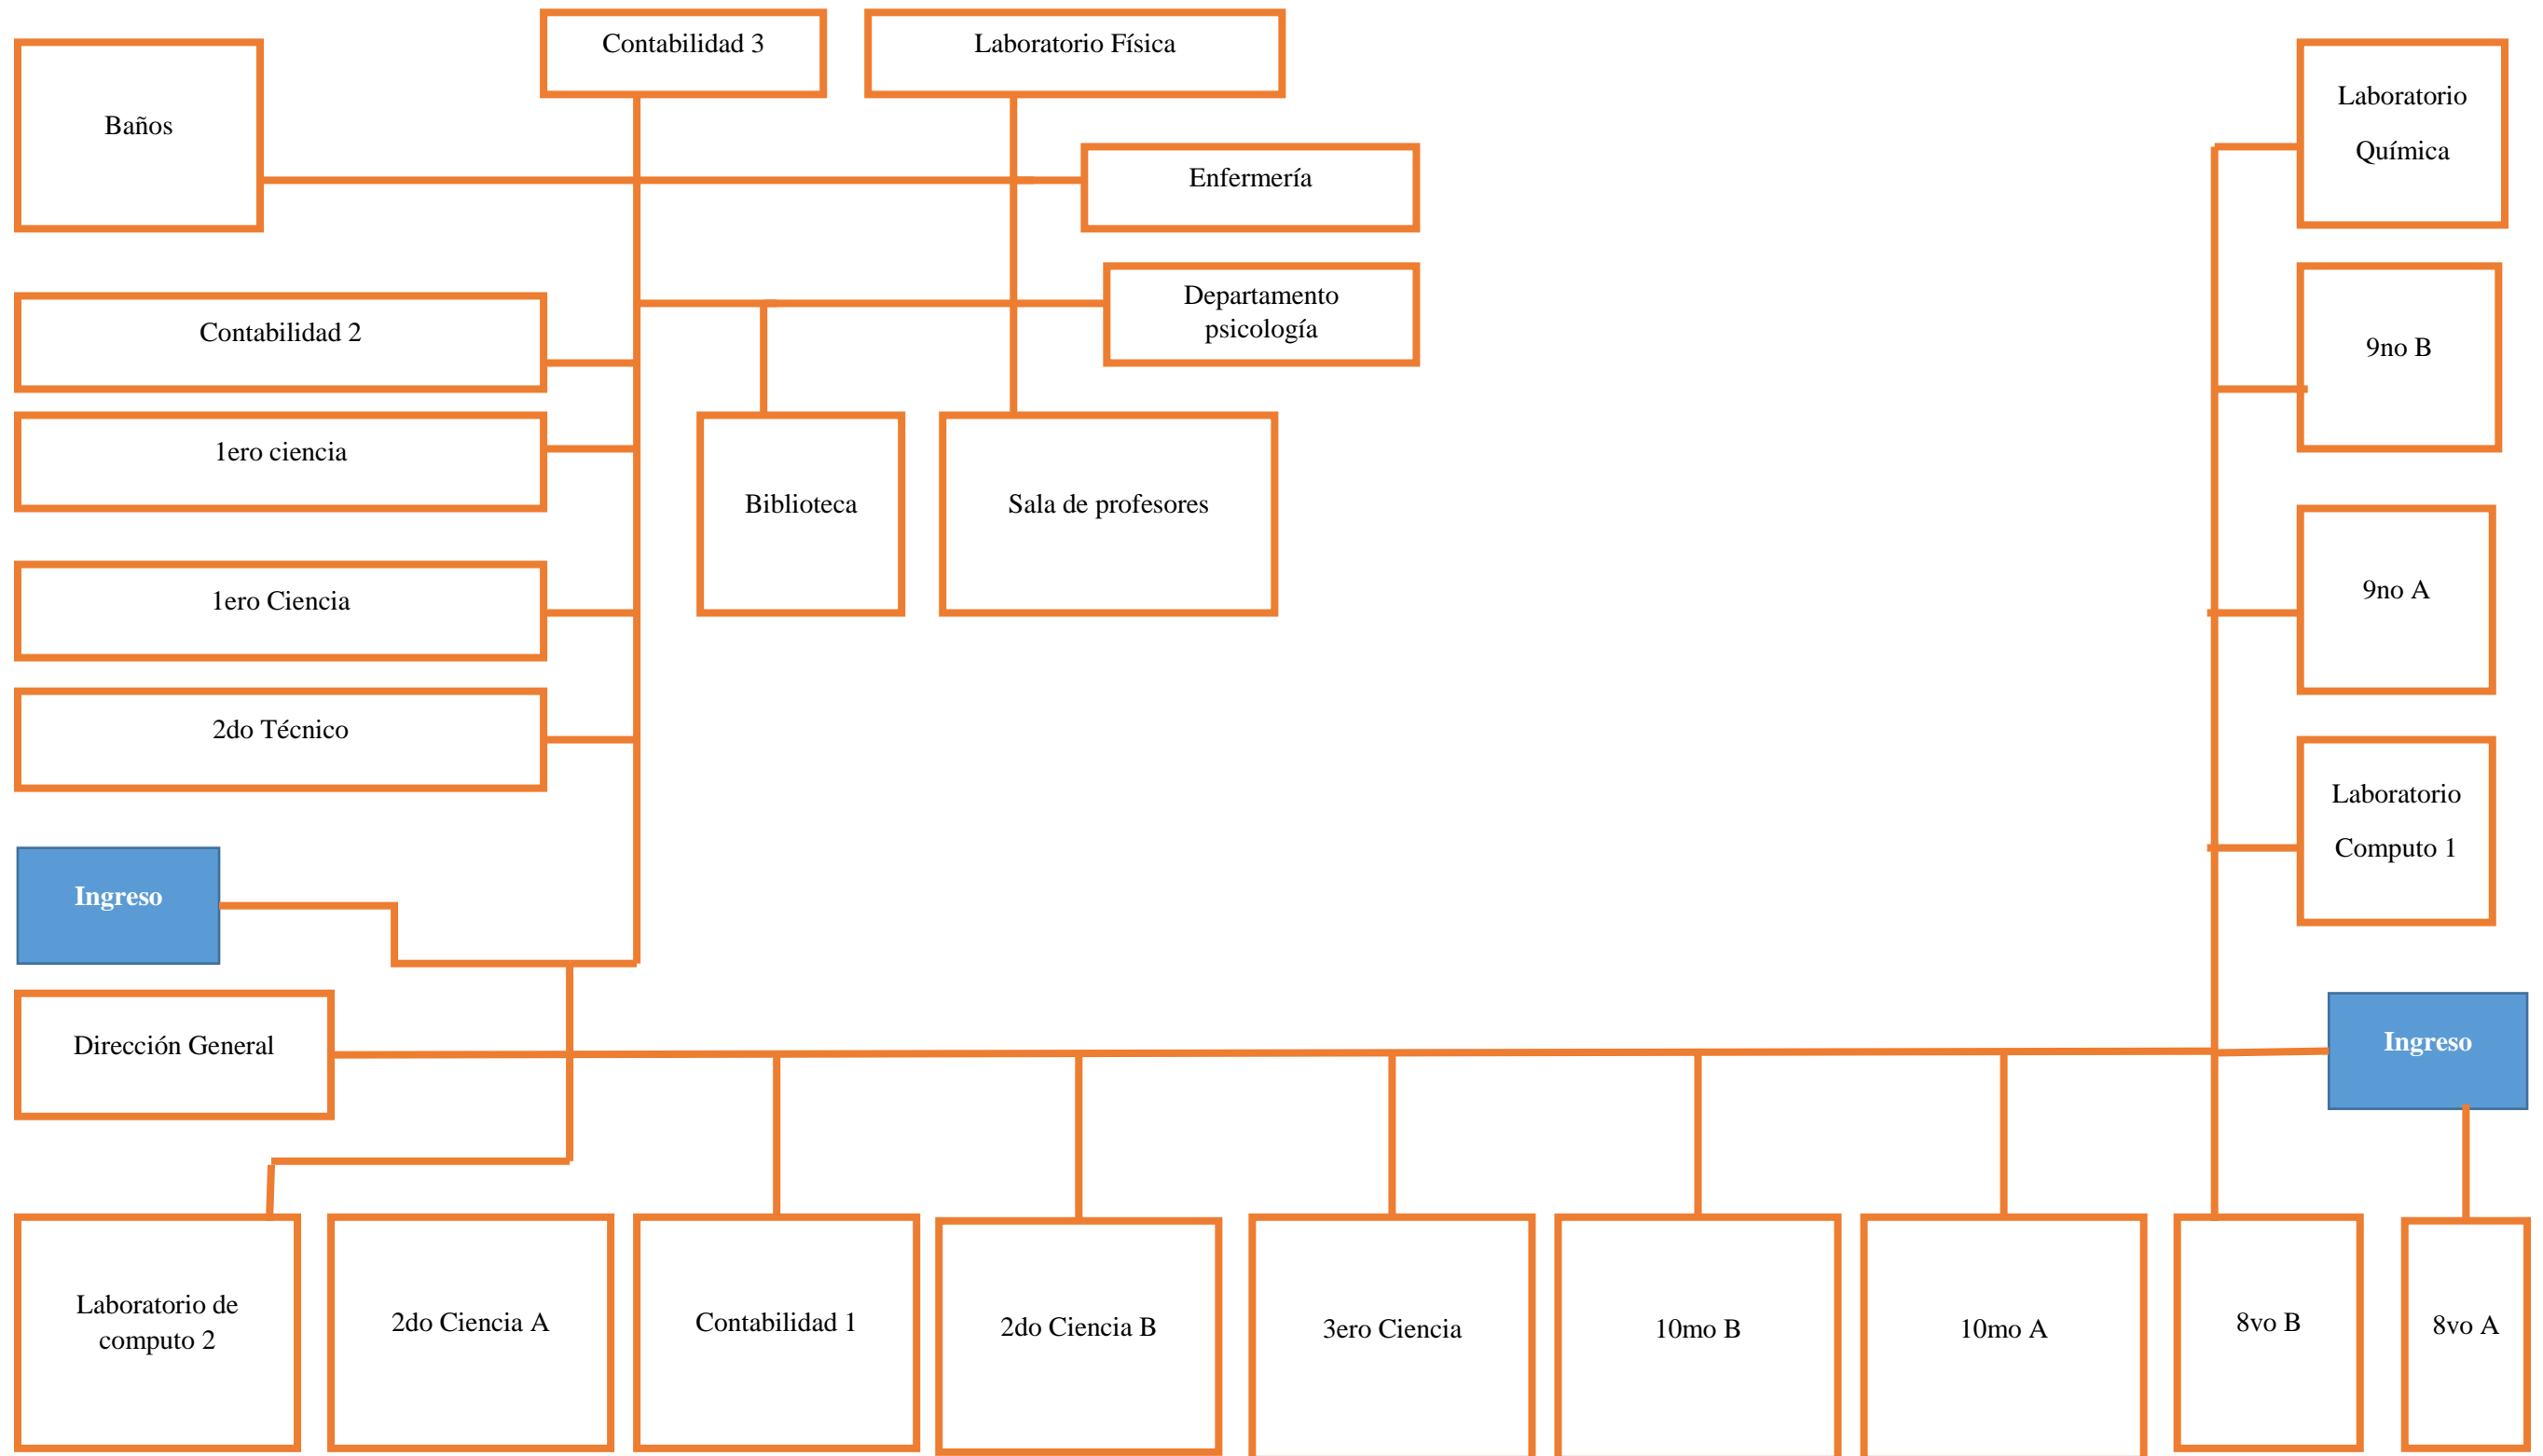 Contabilidad 3
Laboratorio Física
Baños
Laboratorio
Química
Enfermería
Departamento
psicología
Contabilidad 2
9no B
1ero ciencia
Biblioteca
Sala de profesores
1ero Ciencia
9no A
2do Técnico
Laboratorio
Computo 1
Ingreso
Dirección General
Ingreso
Laboratorio de
computo 2
2do Ciencia A
Contabilidad 1
2do Ciencia B
3ero Ciencia
10mo B
10mo A
8vo B
8vo A